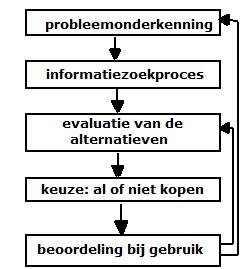 probleemonderkenning
informatiezoekproces
evaluatie van de
alternatieven
keuze: al of niet kopen
beoordeling bij gebruik